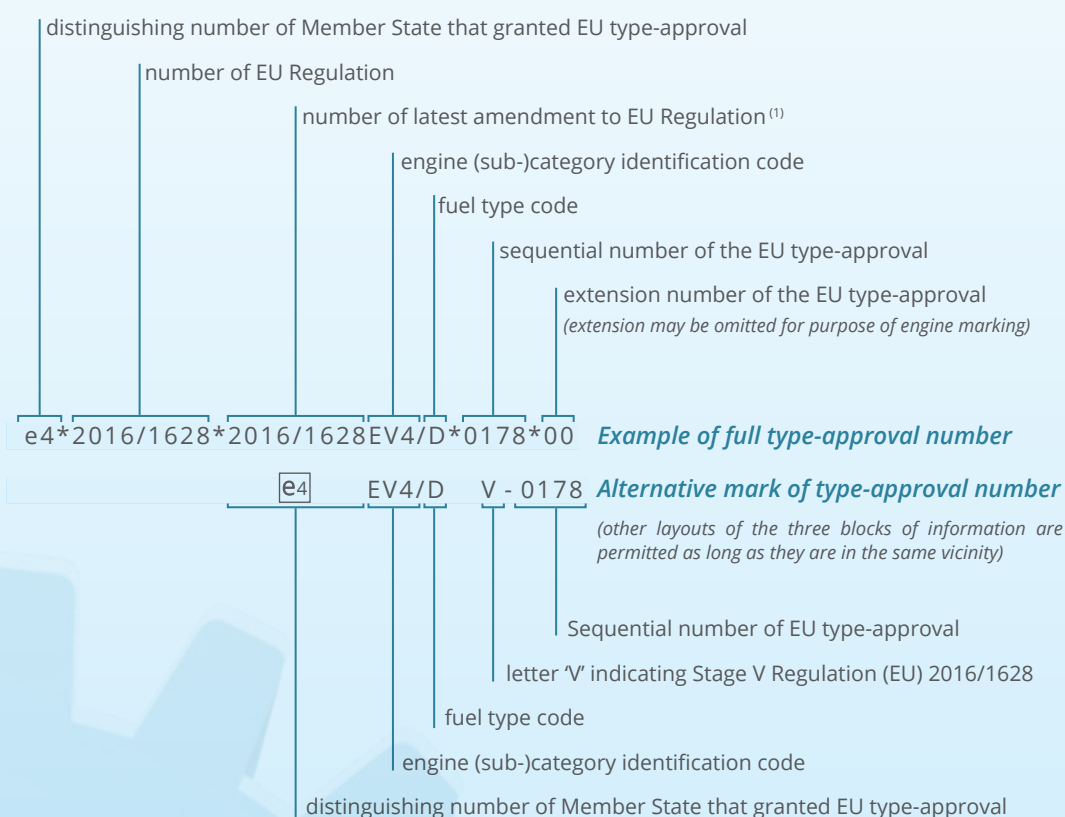 distinguishing number of Member State that granted EU type-approval
number of EU Regulation
number of latest amendment to EU Regulation (1)
engine (sub-)category identification code
fuel type code
sequential number of the EU type-approval
extension number of the EU type-approval
(extension may be omitted for purpose of engine marking)
e4*2016/1628*2016/1628EV4/D*0178*00 Example of full type-approval number
e4 EV4/D V - 0178 Alternative mark of type-approval number
(other layouts of the three blocks of information are
permitted as long as they are in the same vicinity)
Sequential number of EU type-approval
letter ‘V’ indicating Stage V Regulation (EU) 2016/1628
fuel type code
engine (sub-)category identification code
distinguishing number of Member State that granted EU type-approval